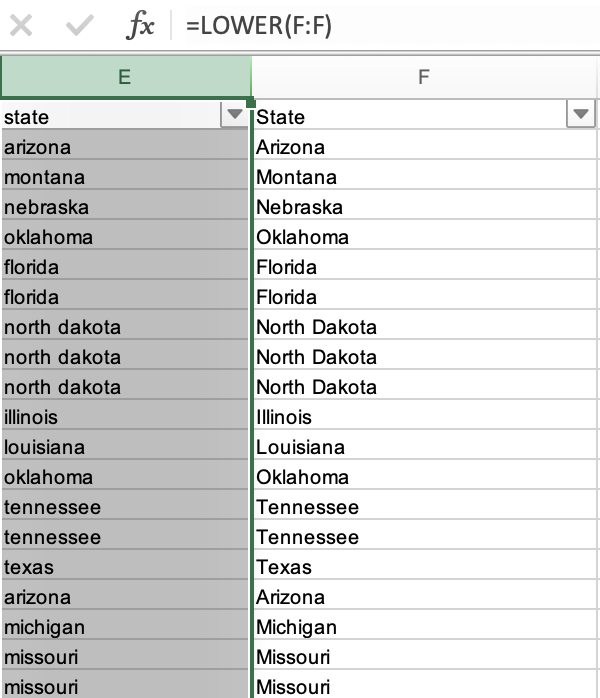 fx =LOWER(F:F)
E F
state State
arizona Arizona
montana Montana
nebraska Nebraska
oklahoma Oklahoma
florida Florida
florida Florida
north dakota North Dakota
north dakota North Dakota
north dakota North Dakota
illinois Illinois
louisiana Louisiana
oklahoma Oklahoma
tennessee Tennessee
tennessee Tennessee
texas Texas
arizona Arizona
michigan Michigan
missouri Missouri
missouri Missouri